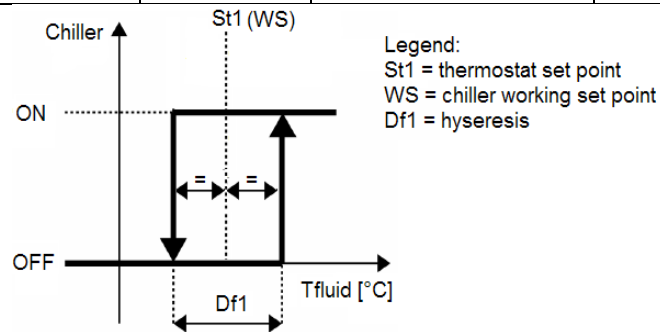 St1 (WS)
Chiller
Legend:
St1 = thermostat set point
WS = chiller working set point
Df1 = hyseresis
ON
= =
OFF
Tfluid [°C]
Df1